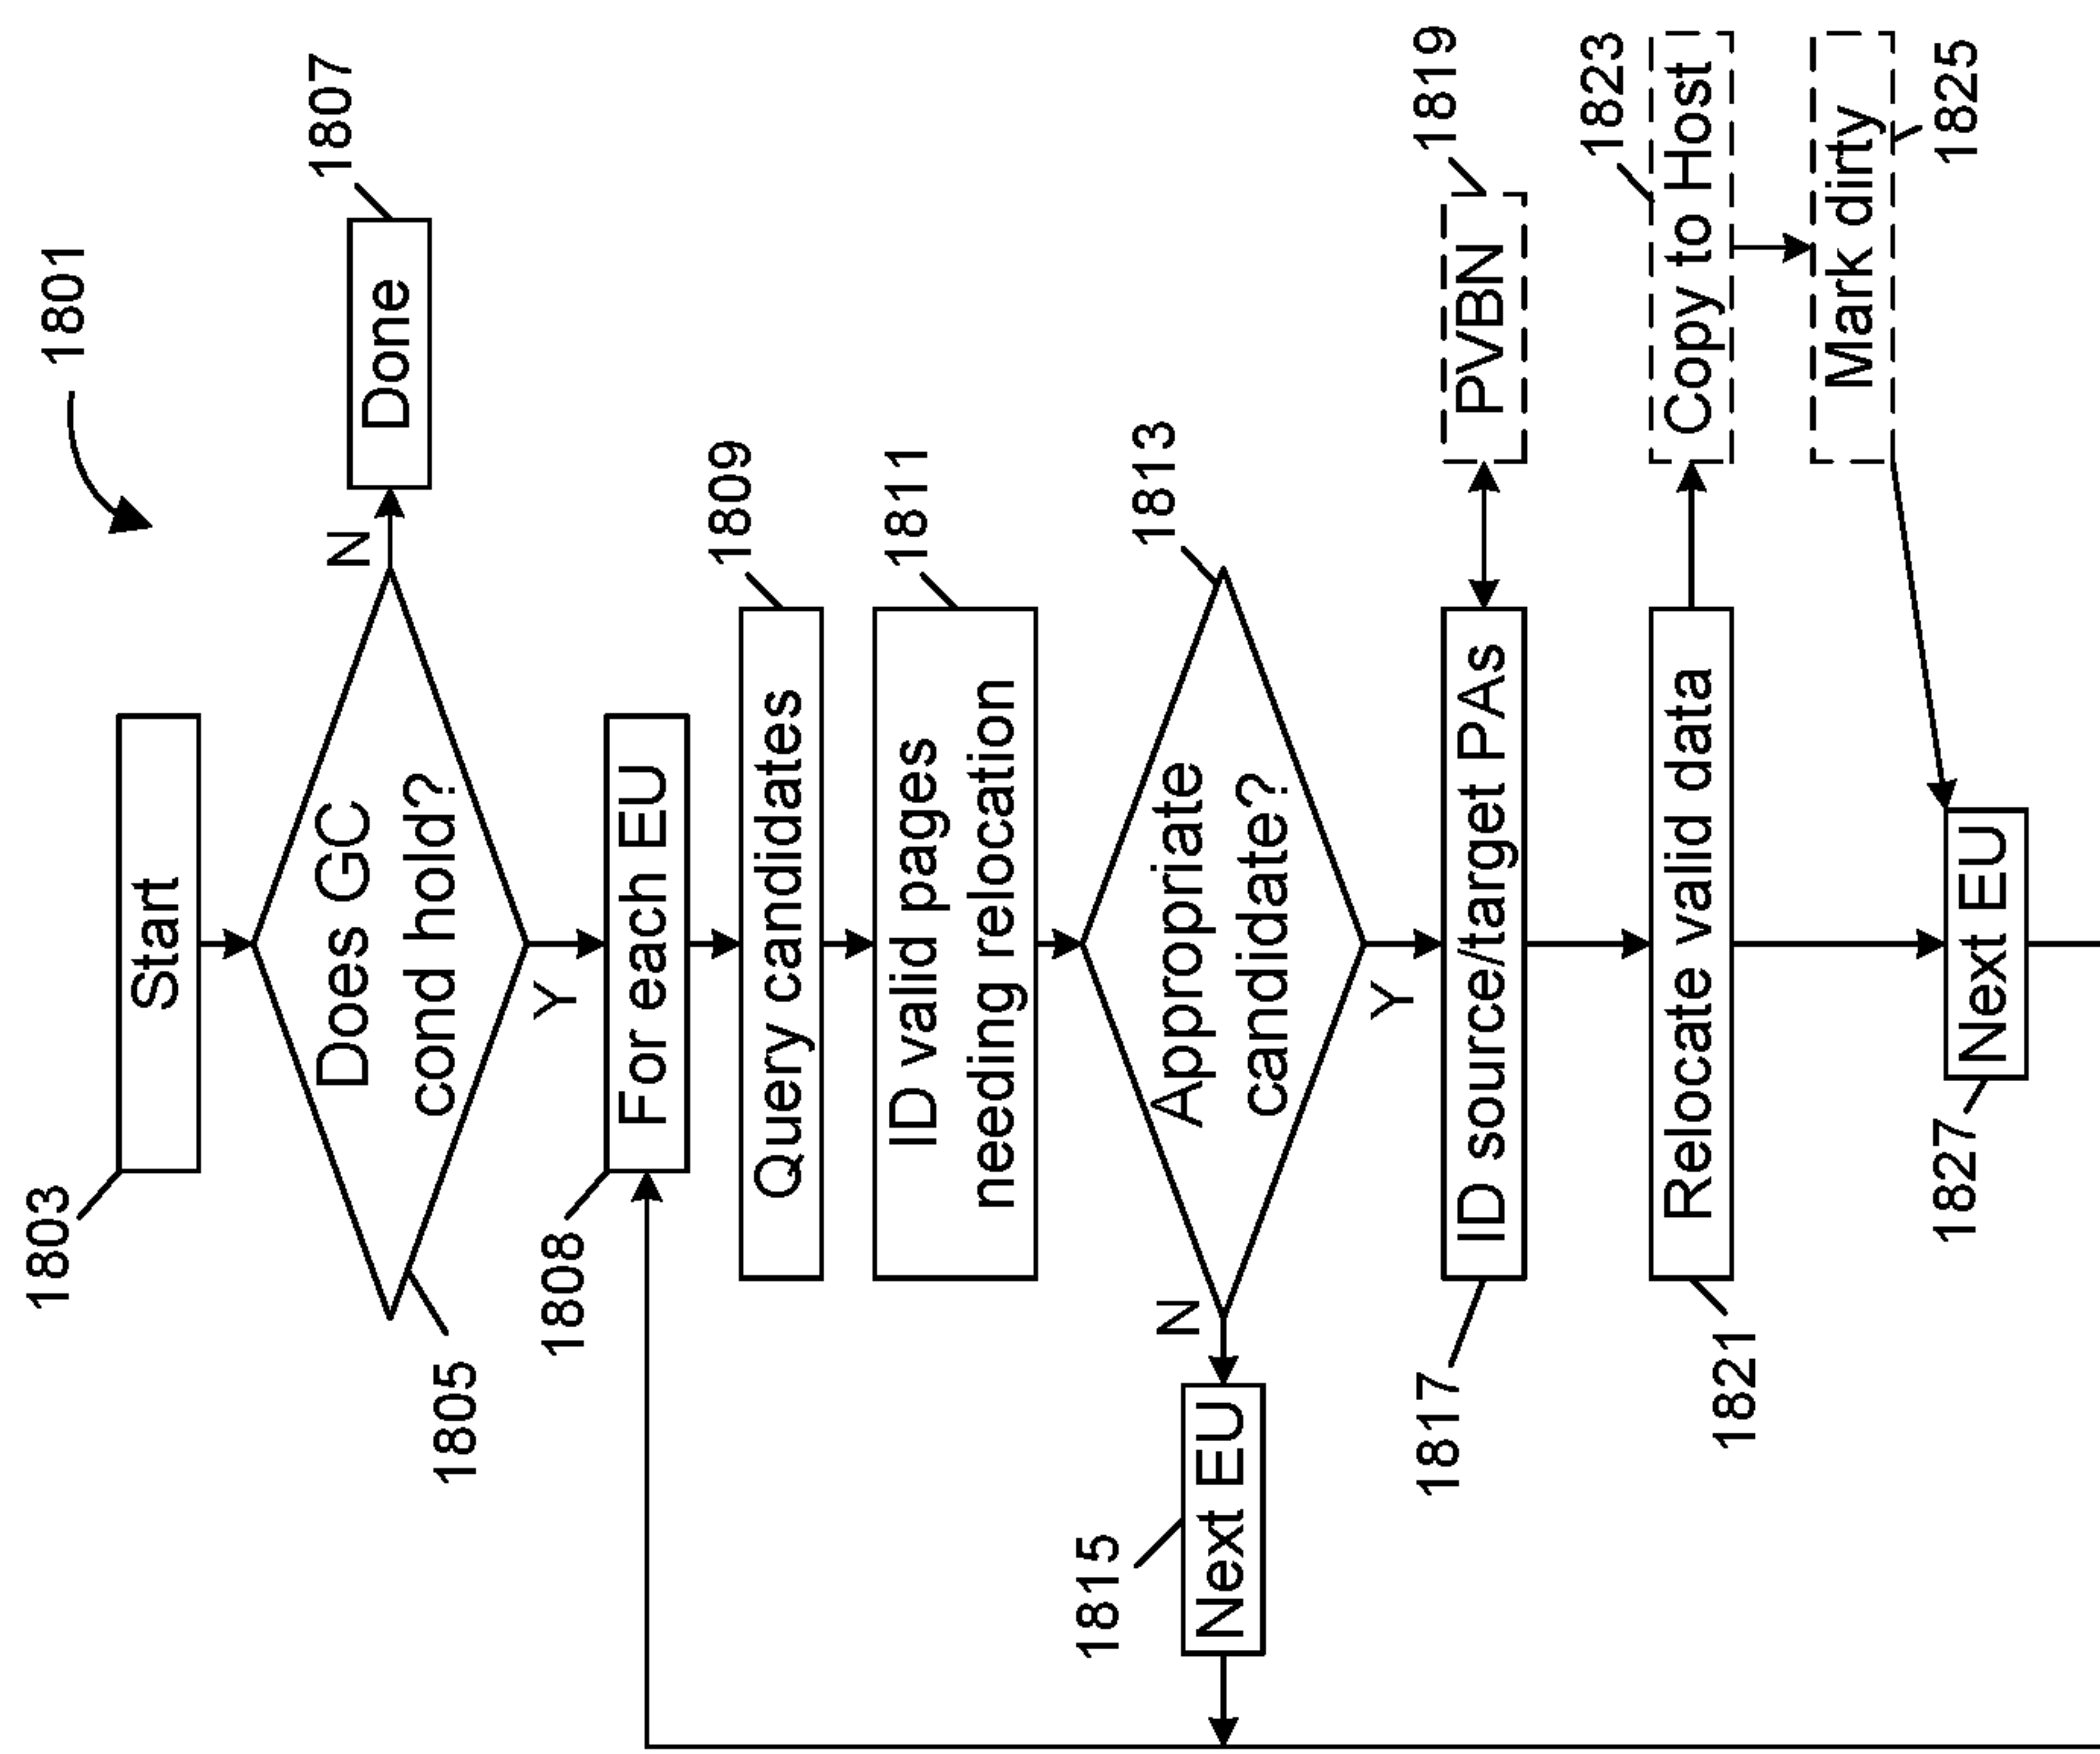 1801
1803
Start
1805
Does GC
cond hold?
N
Done
1807
Y
1808
For each EU
Query candidates
1809
ID valid pages
needing relocation
1811
Appropriate
candidate?
1813
N
Next EU
1815
Y
ID source/target PAs
1817
PVBN
1819
Relocate valid data
1821
Copy to Host
1823
Mark dirty
1825
Next EU
1827